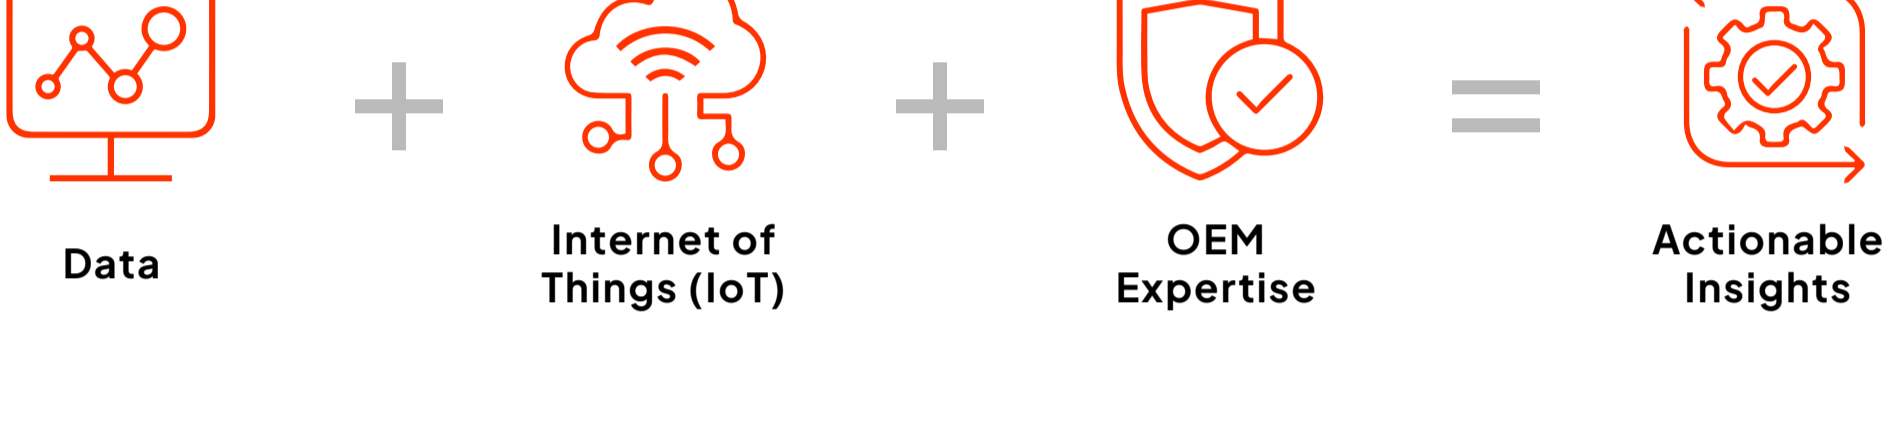 Data
+
Internet of
Things (IoT)
+
OEM
Expertise
=
Actionable
Insights